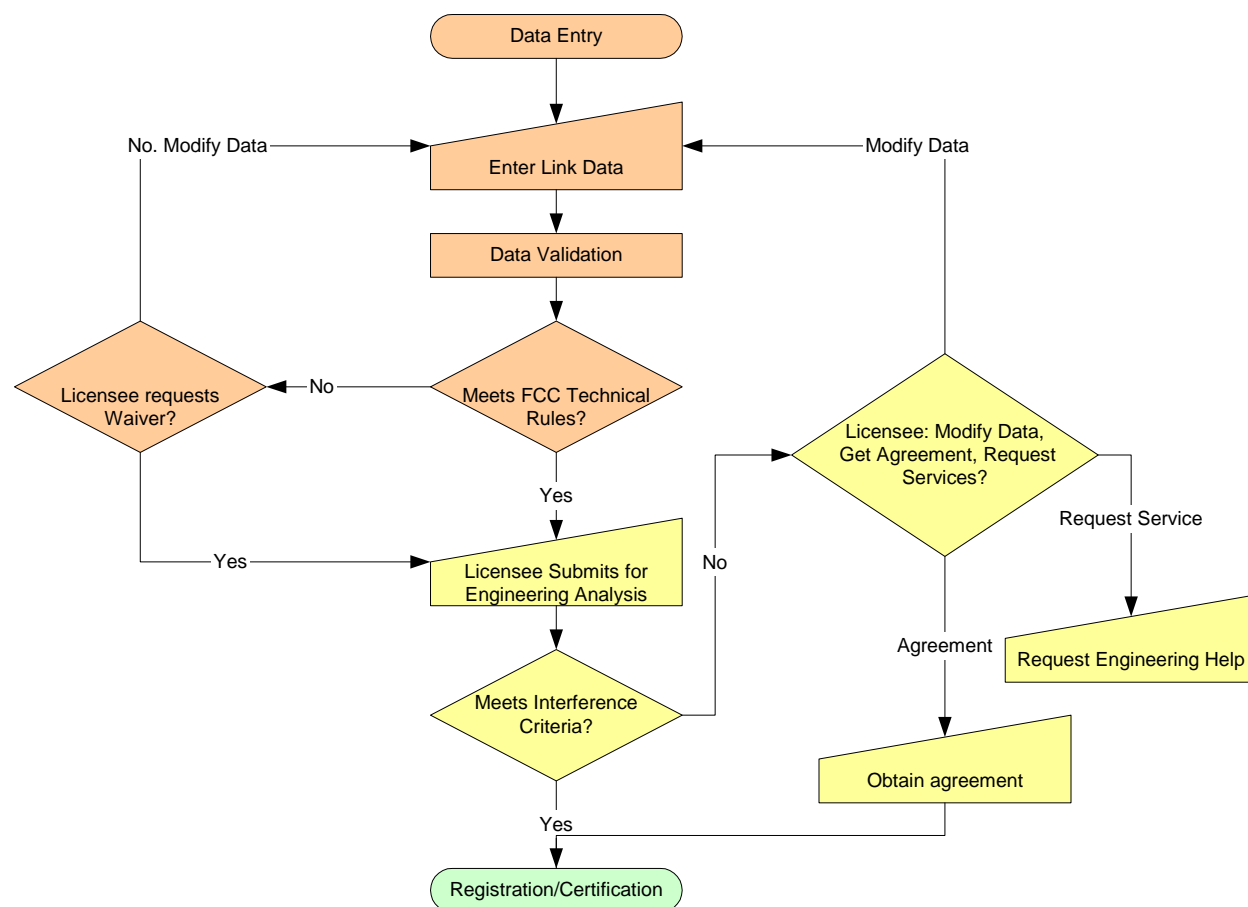 Data Entry
No. Modify Data
Modify Data
Enter Link Data
Data Validation
Licensee requests
Waiver?
No
Meets FCC Technical
Rules?
Licensee: Modify Data,
Get Agreement, Request
Services?
Yes
Request Service
Yes
No
Licensee Submits for
Engineering Analysis
Agreement
Request Engineering Help
Meets Interference
Criteria?
Obtain agreement
Yes
Registration/Certification